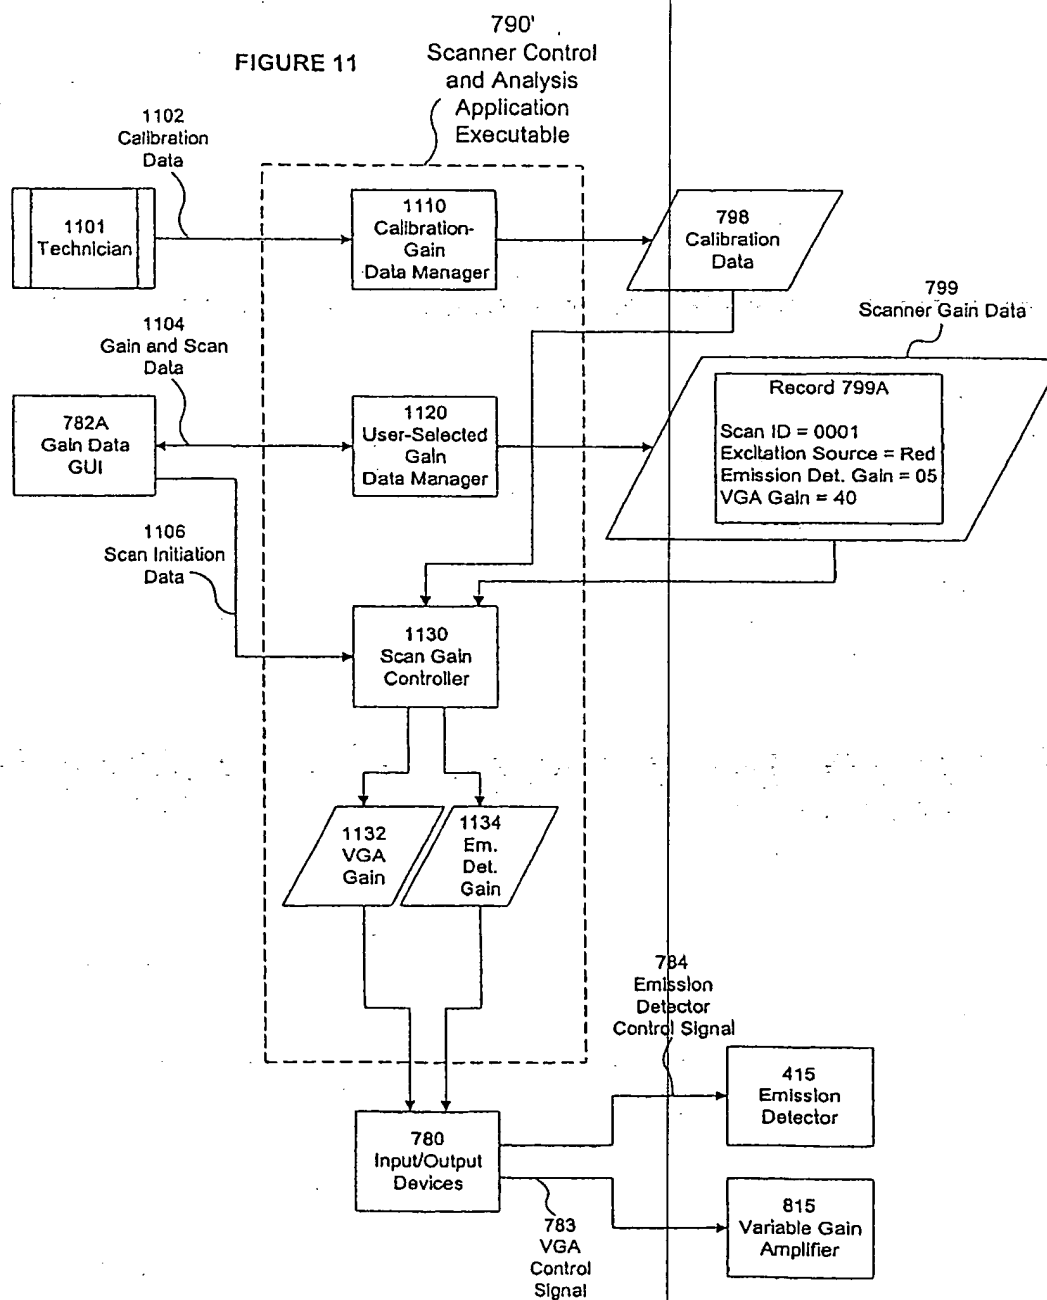 FIGURE 11
790'
Scanner Control
and Analysis
Application
Executable
1102
Calibration
Data
1101
Technician
1110
Calibration-
Gain
Data Manager
798
Calibration
Data
799
Scanner Gain Data
1104
Gain and Scan
Data
782A
Gain Data
GUI
1120
User-Selected
Gain
Data Manager
Record 799A
Scan ID = 0001
Excitation Source = Red
Emission Det. Gain = 05
VGA Gain = 40
1106
Scan Initiation
Data
1130
Scan Gain
Controller
1132
VGA
Gain
1134
Em.
Det.
Gain
784
Emission
Detector
Control Signal
415
Emission
Detector
780
Input/Output
Devices
783
VGA
Control
Signal
815
Variable Gain
Amplifier